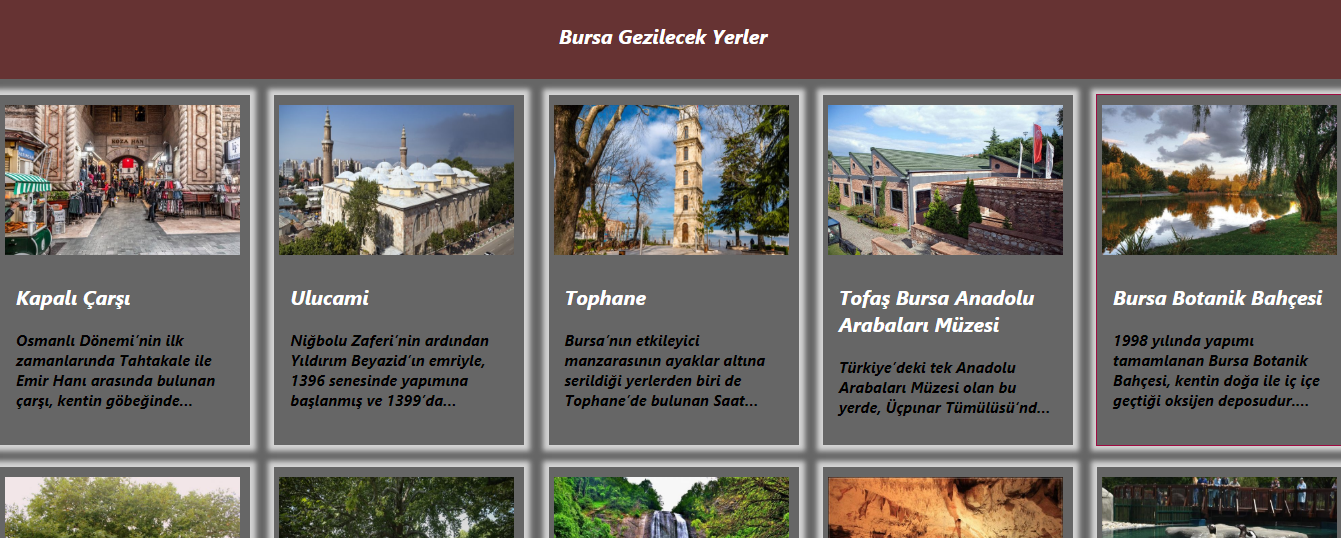 Bursa Gezilecek Yerler
KOZA HAN
Kapalı Çarşı
Osmanlı Dönemi'nin ilk
zamanlarında Tahtakale ile
Emir Hanı arasında bulunan
çarşı, kentin göbeğinde...
Ulucami
Niğbolu Zaferi'nin ardından
Yıldırım Beyazid'ın emriyle,
1396 senesinde yapımına
başlanmış ve 1399'da...
Tophane
Bursa'nın etkileyici
manzarasının ayaklar altına
serildiği yerlerden biri de
Tophane'de bulunan Saat...
Tofaş Bursa Anadolu
Arabaları Müzesi
Türkiye'deki tek Anadolu
Arabaları Müzesi olan bu
yerde, Üçpınar Tümülüsü'nd...
Bursa Botanik Bahçesi
1998 yılında yapımı
tamamlanan Bursa Botanik
Bahçesi, kentin doğa ile iç içe
geçtiği oksijen deposudur....